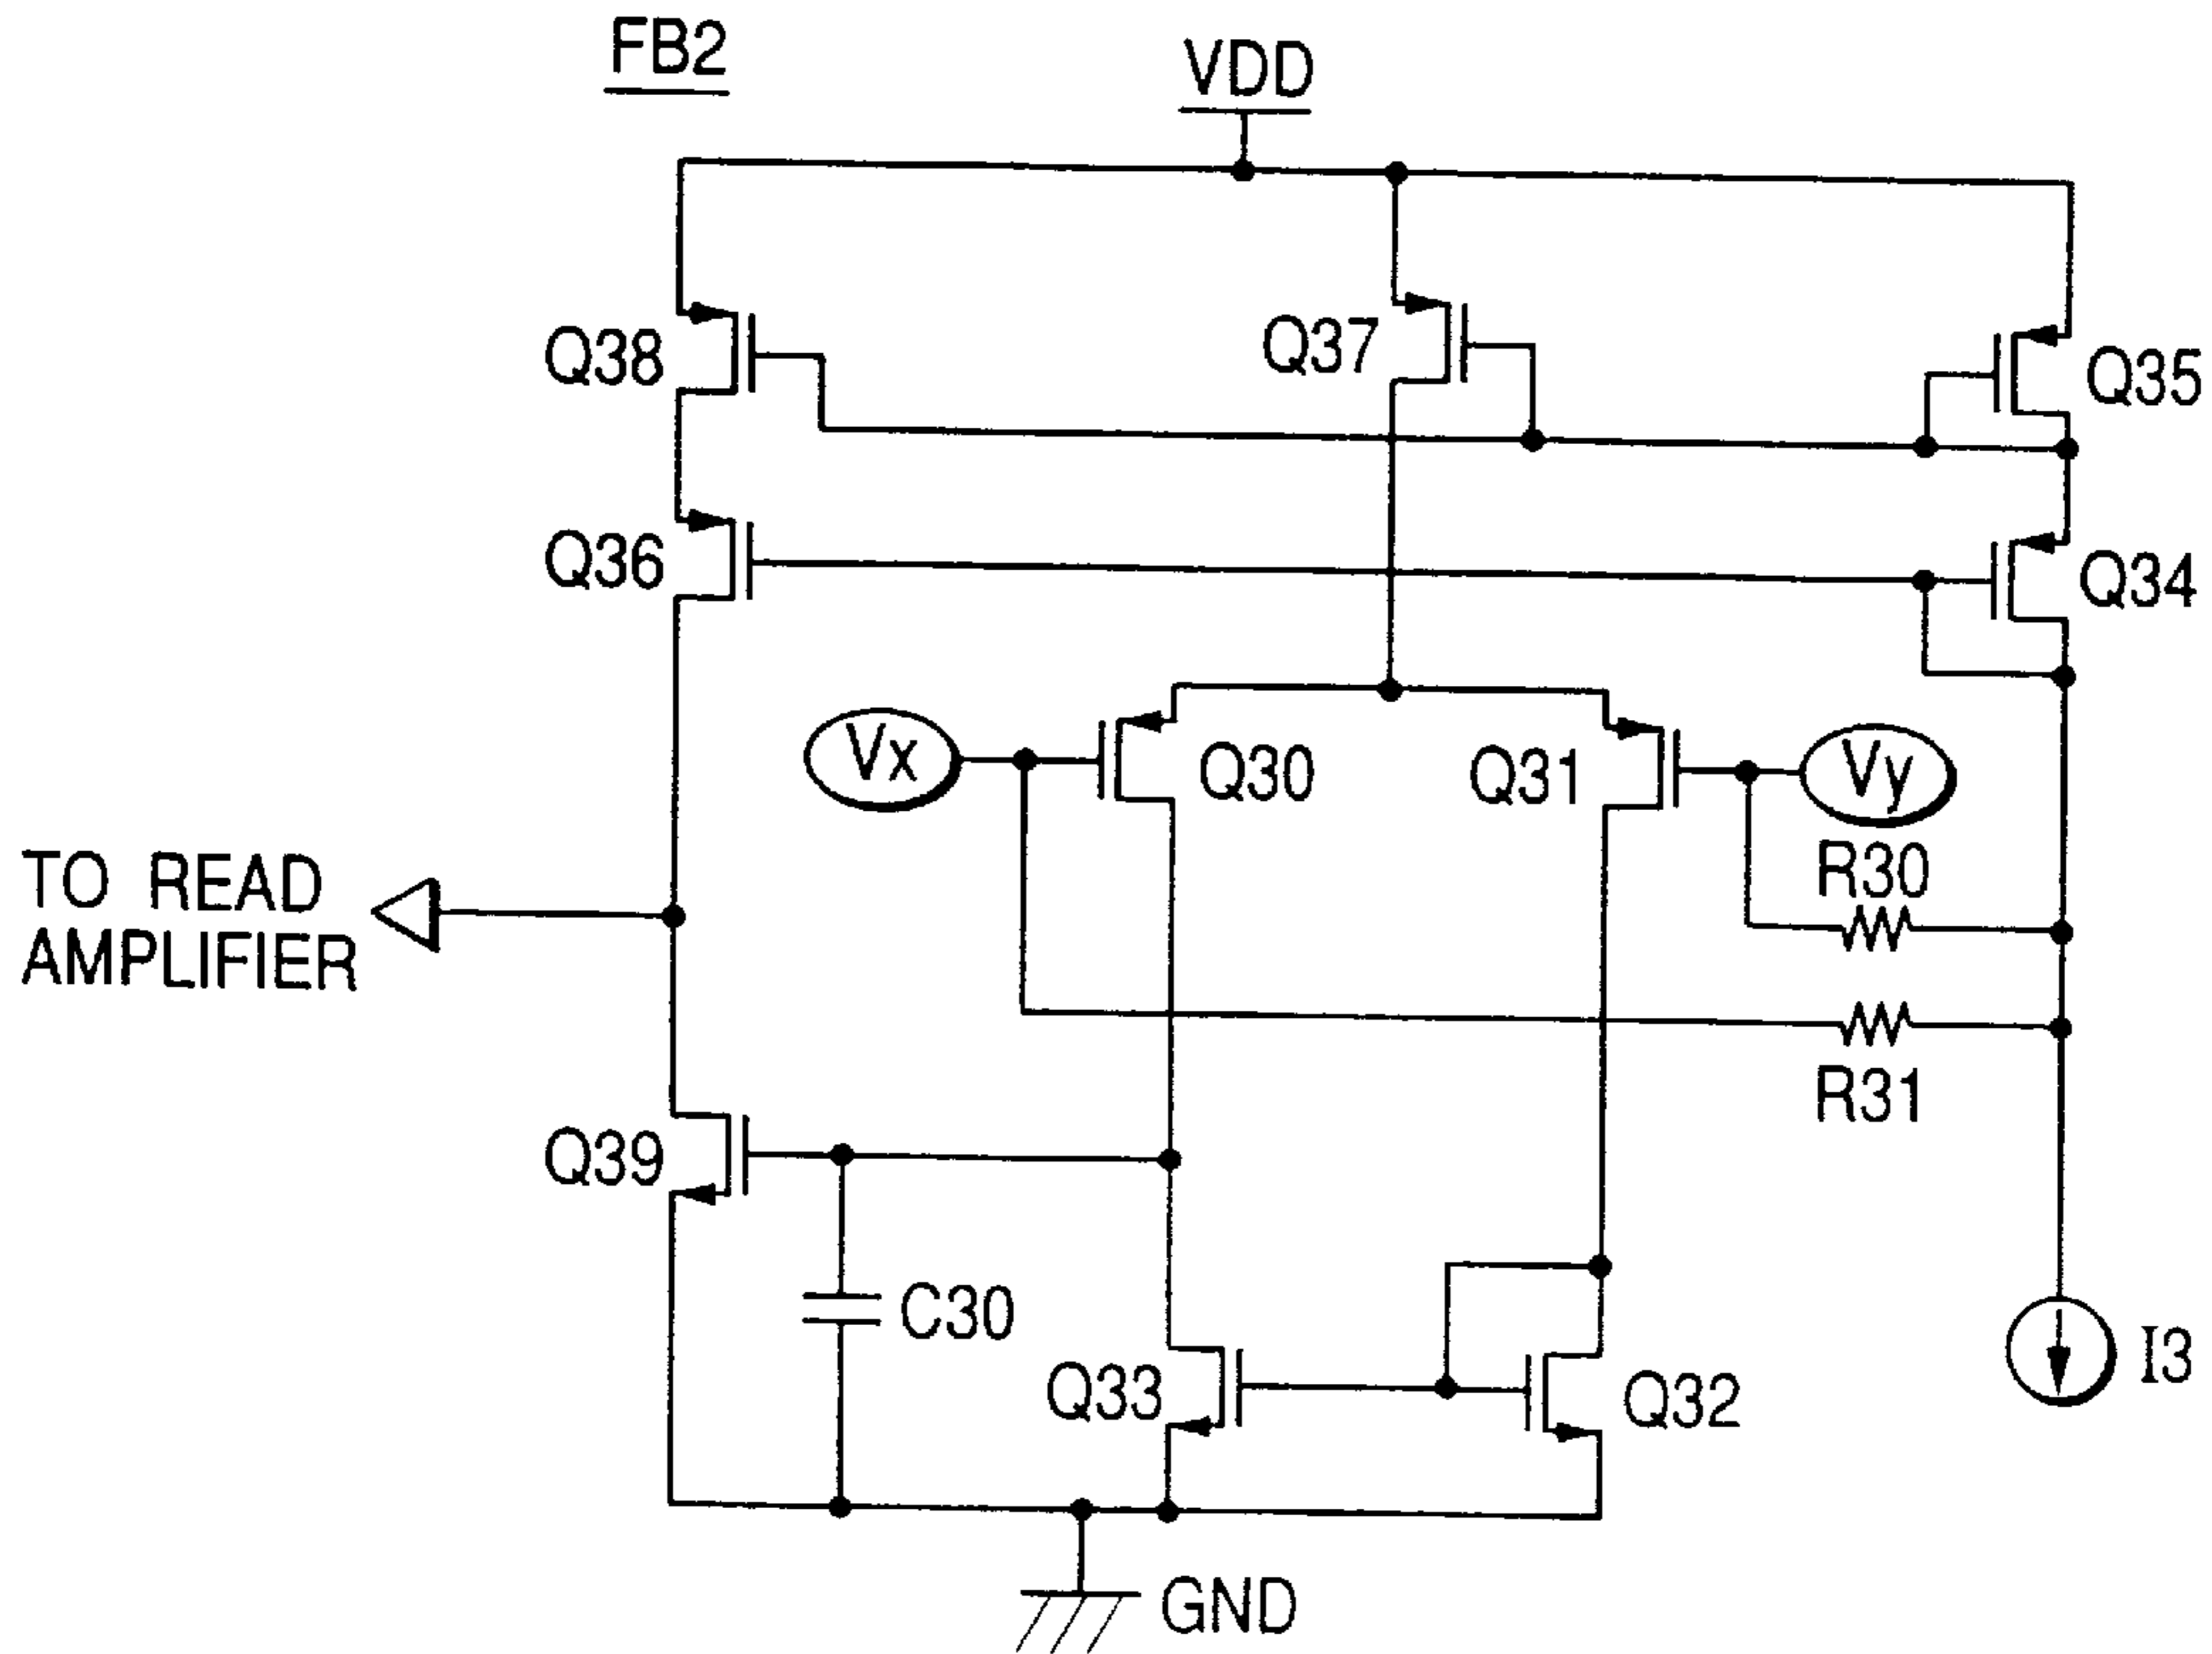 FB2
VDD
Q38
Q37
Q35
Q36
Q34
Vx
Q30
Q31
Vy
R30
TO READ
AMPLIFIER
R31
Q39
C30
Q33
Q32
I3
GND